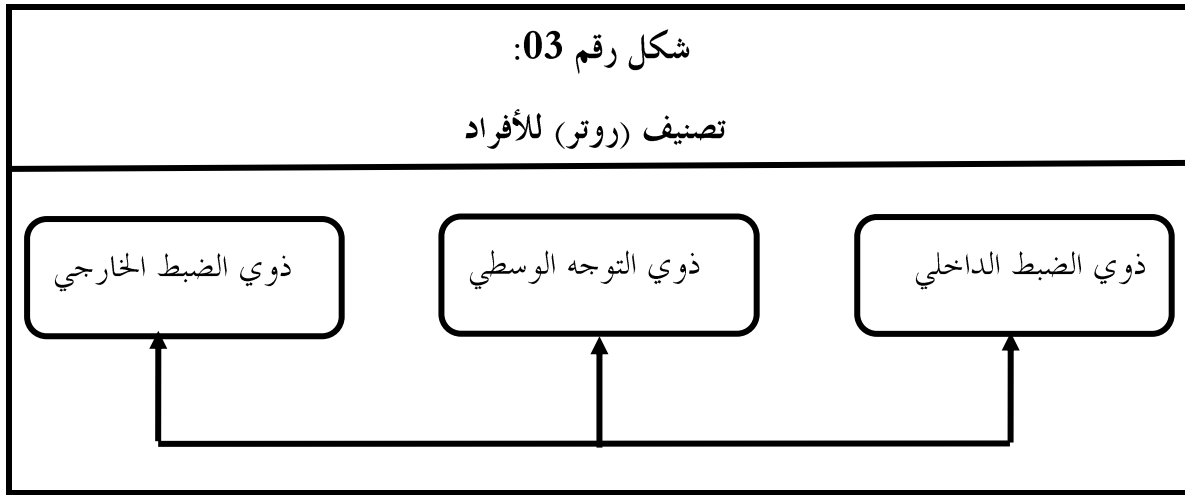 شكل رقم 03:
تصنيف (روتر) للأفراد
ذوي الضبط الداخلي
ذوي التوجه الوسطي
ذوي الضبط الخارجي